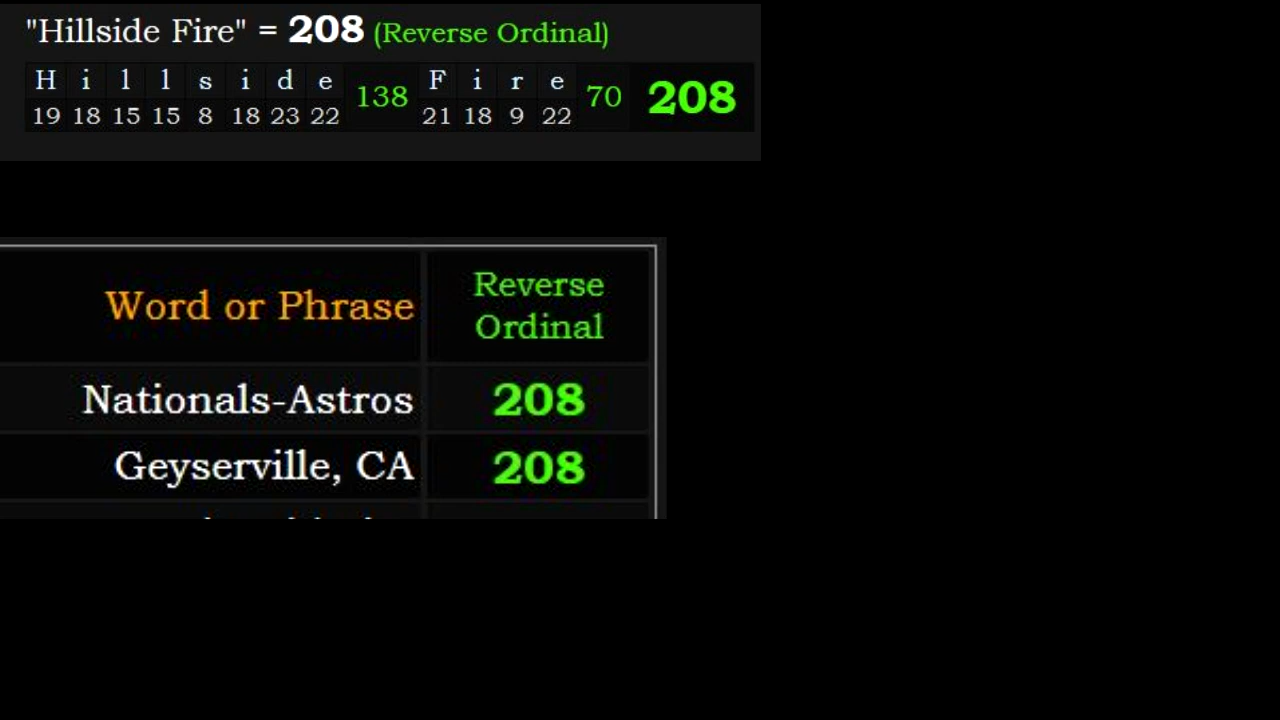 "Hillside Fire" = 208 (Reverse Ordinal)
H i l l s i d e 138 F i r e 70 208
19 18 15 15 8 18 23 22 21 18 9 22
Word or Phrase Reverse Ordinal
Nationals-Astros 208
Geyserville, CA 208